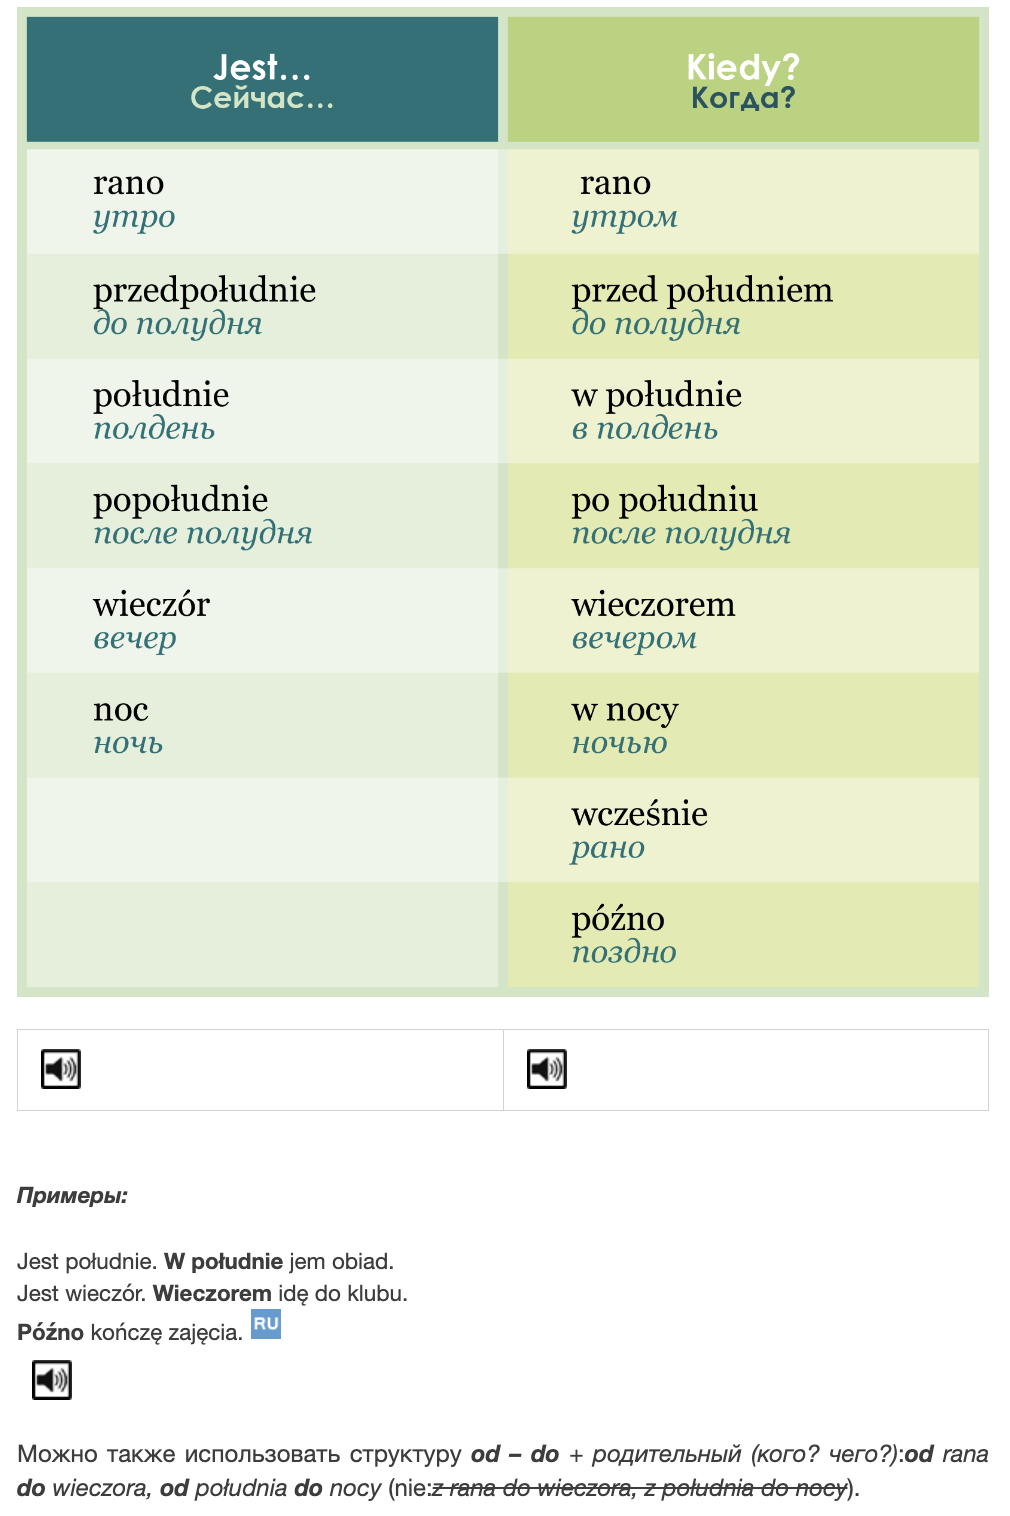 Jest...
Сейчас...
Kiedy?
Когда?
rano
утро
rano
утром
przedpołudnie
до полудня
przed południem
до полудня
południe
полдень
w południe
в полдень
popołudnie
после полудня
po południu
после полудня
wieczór
вечер
wieczorem
вечером
noc
ночь
w nocy
ночью
wcześnie
рано
późno
поздно
Примеры:
Jest południe. W południe jem obiad.
Jest wieczór. Wieczorem idę do klubu.
Późno kończę zajęcia. RU
Можно также использовать структуру od – do + родительный (кого? чего?):od rana
do wieczora, od południa do nocy (nie:z rana do wieczora, z południa do nocy).